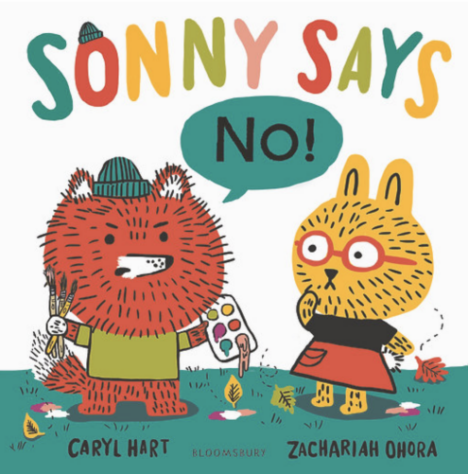 SONNY SAYS
No!
CARYL HART
BLOOMSBURY
ZACHARIAH OHORA